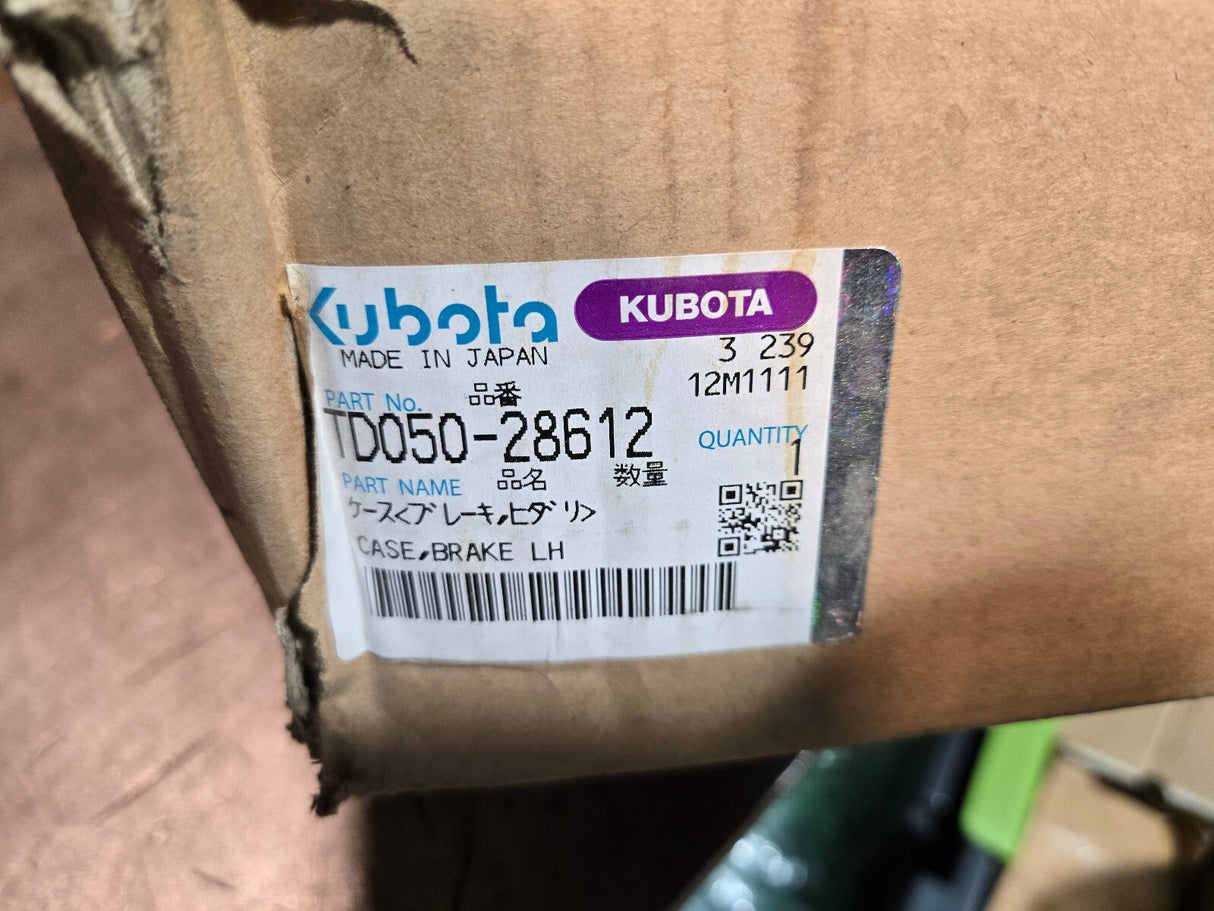 Kubota KUBOTA
MADE IN JAPAN 3 239
12M1111
PART No. 品番
TD050-28612
QUANTITY
1
PART NAME 品名 数量
ケース<ブレーキ,ヒダリ>
CASE,BRAKE LH